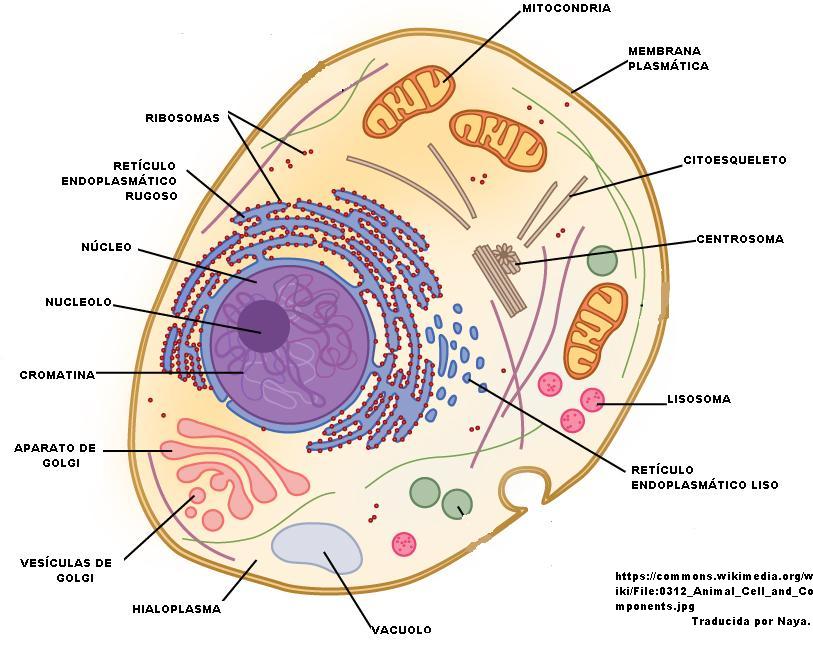 MITOCONDRIA
MEMBRANA
PLASMÁTICA
RIBOSOMAS
CITOESQUELETO
RETÍCULO
ENDOPLASMÁTICO
RUGOSO
CENTROSOMA
NÚCLEO
NUCLEOLO
CROMATINA
LISOSOMA
APARATO DE
GOLGI
RETÍCULO
ENDOPLASMÁTICO LISO
VESÍCULAS DE
GOLGI
HIALOPLASMA
VACUOLO
https://commons.wikimedia.org/w
iki/File:0312_Animal_Cell_and_Co
mponents.jpg
Traducida por Naya.